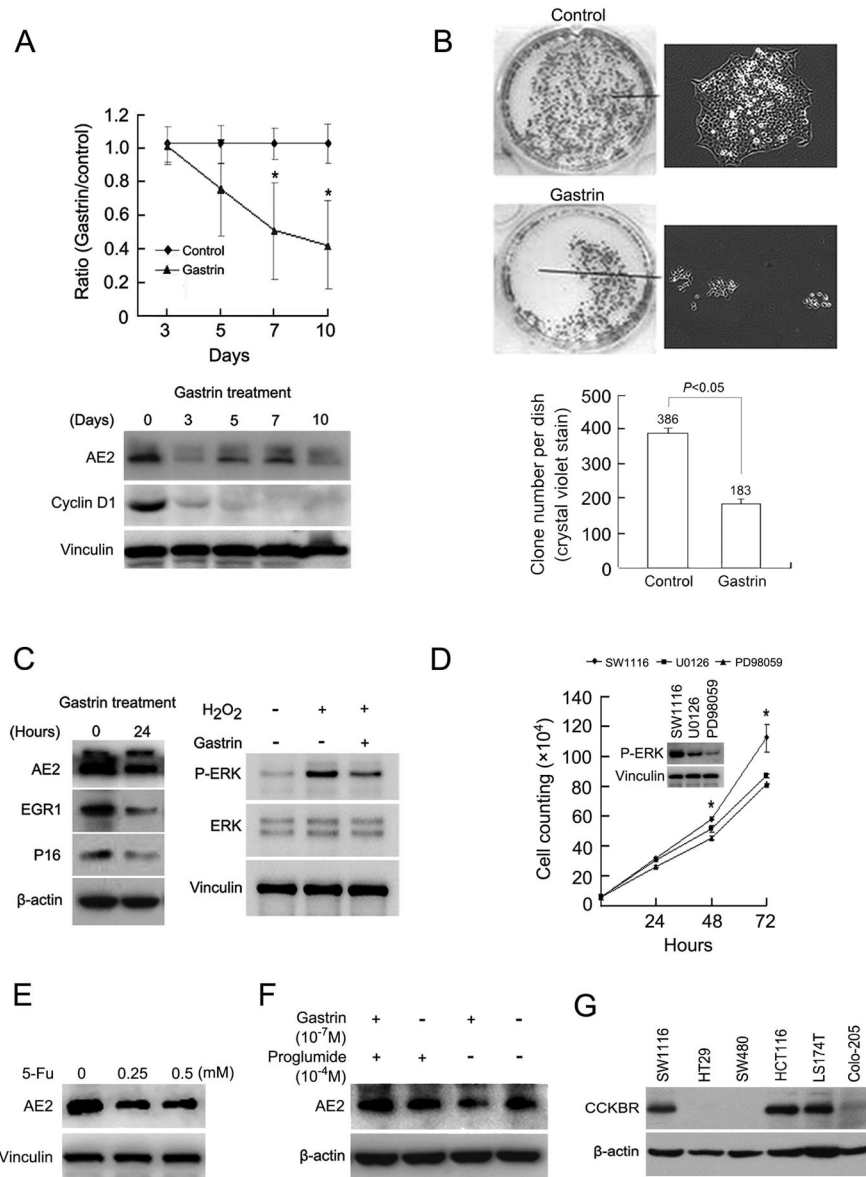 A
Ratio (Gastrin/control)
1.2
1.0
0.8
0.6
0.4
0.2
0
*
*
Control
Gastrin
3 5 7 10
Days
Gastrin treatment
(Days) 0 3 5 7 10
AE2
Cyclin D1
Vinculin
B
Control
Gastrin
Clone number per dish
(crystal violet stain)
500
400
300
200
100
0
P<0.05
386
183
Control Gastrin
C
Gastrin treatment
(Hours) 0 24
AE2
EGR1
P16
β-actin
H2O2 - + +
Gastrin - - +
P-ERK
ERK
Vinculin
D
SW1116 U0126 PD98059
Cell counting (×10⁴)
140
120
100
80
60
40
20
0
SW1116
U0126
PD98059
P-ERK
Vinculin
*
*
24 48 72
Hours
E
5-Fu 0 0.25 0.5 (mM)
AE2
Vinculin
F
Gastrin + - + -
(10⁻⁷M)
Proglumide + + - -
(10⁻⁴M)
AE2
β-actin
G
SW1116
HT29
SW480
HCT116
LS174T
Colo-205
CCKBR
β-actin